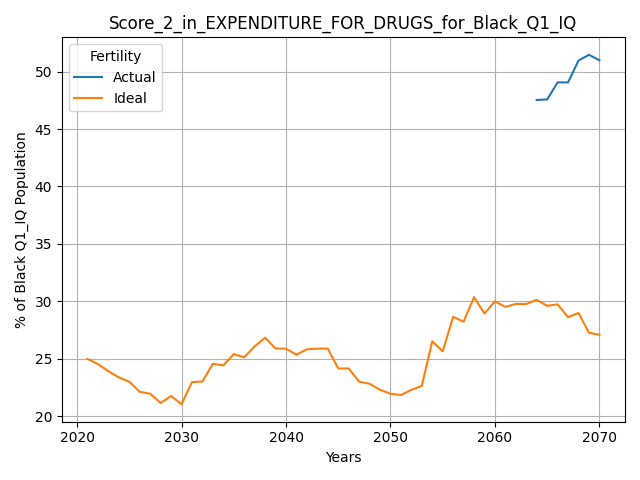 Score_2_in_EXPENDITURE_FOR_DRUGS_for_Black_Q1_IQ
Fertility
Actual
Ideal
% of Black Q1_IQ Population
50
45
40
35
30
25
20
2020
2030
2040
2050
2060
2070
Years